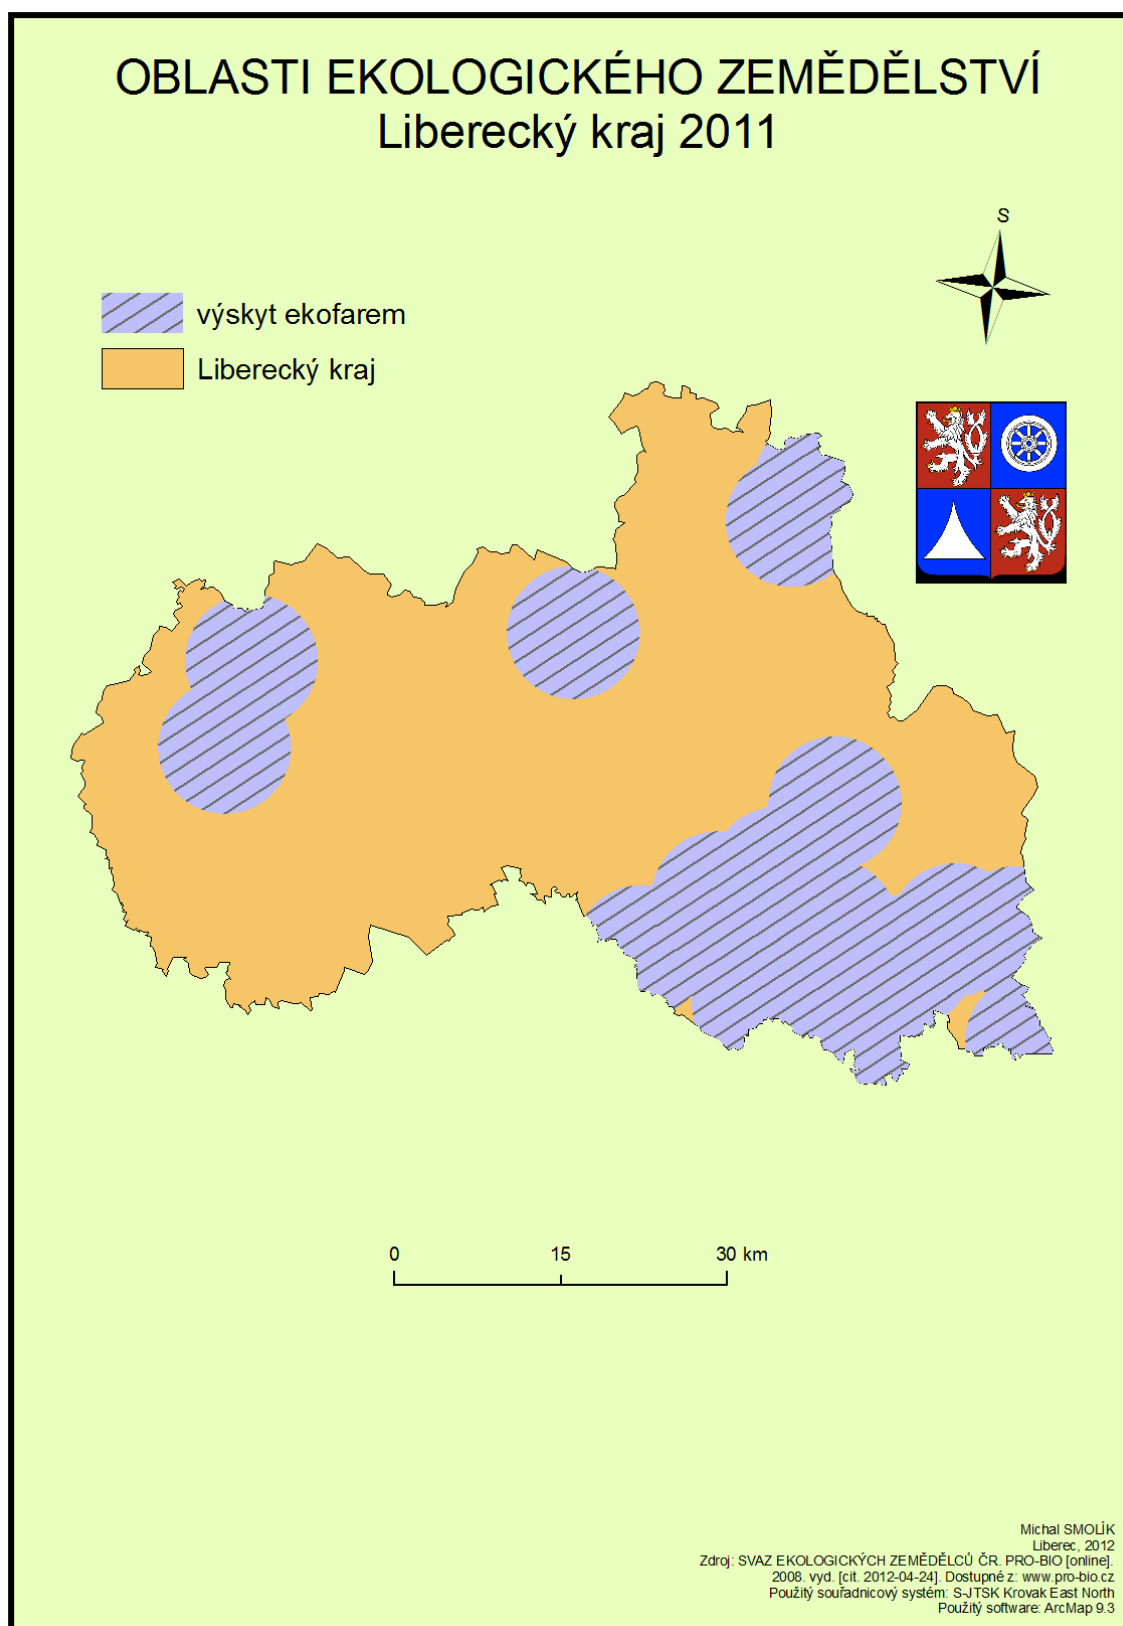 OBLASTI EKOLOGICKÉHO ZEMĚDĚLSTVÍ
Liberecký kraj 2011
S
výskyt ekofarem
Liberecký kraj
0 15 30 km
Michal SMOLÍK
Liberec, 2012
Zdroj: SVAZ EKOLOGICKÝCH ZEMĚDĚLCŮ ČR. PRO-BIO [online].
2008. vyd. [cit. 2012-04-24]. Dostupné z: www.pro-bio.cz
Použitý souřadnicový systém: S-JTSK Krovak East North
Použitý software: ArcMap 9.3